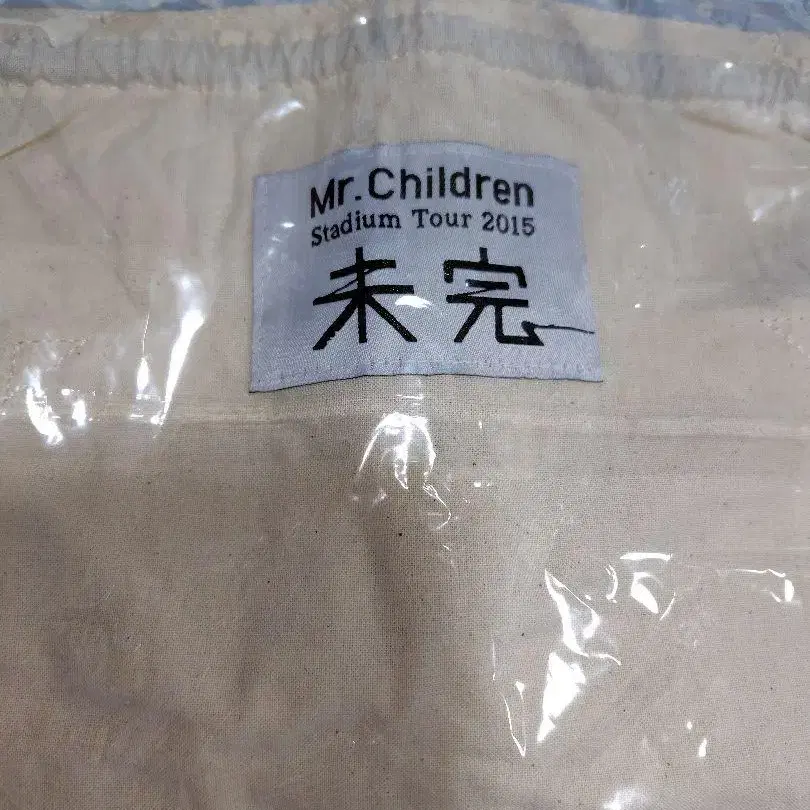 Mr.Children
Stadium Tour 2015
未完